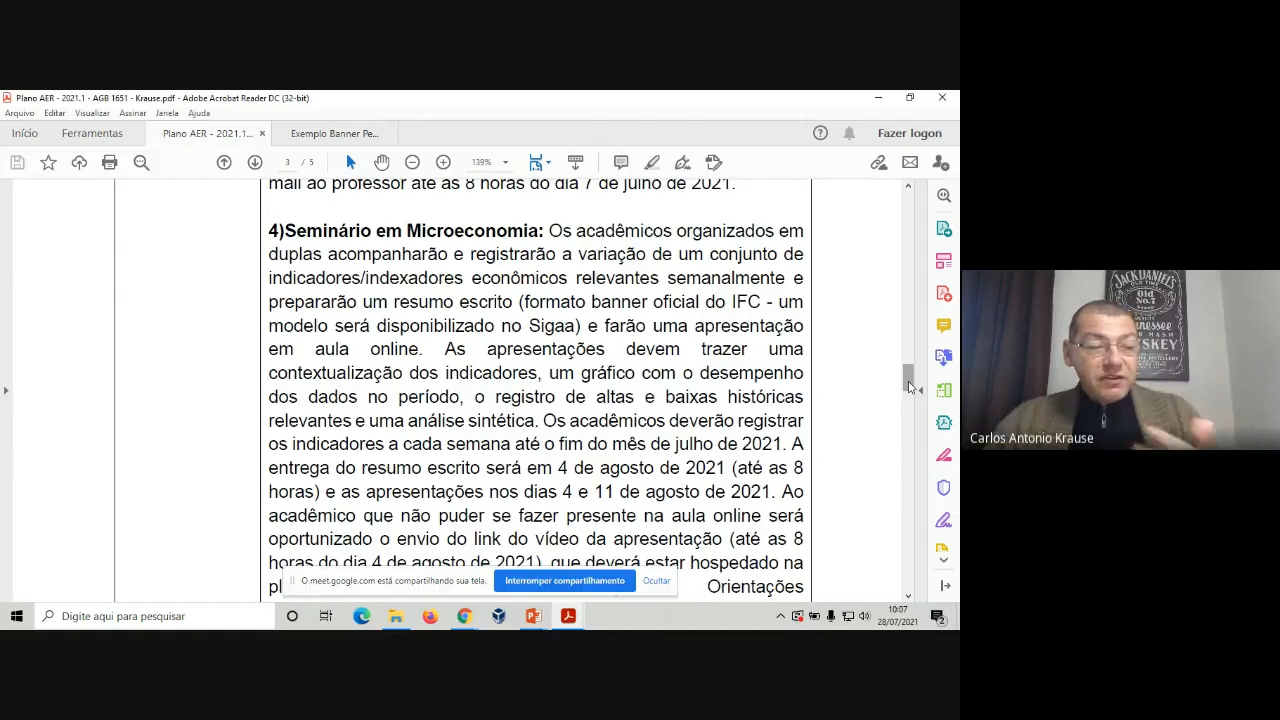 Plano AER - 2021.1 - AGB 1651 - Krause.pdf - Adobe Acrobat Reader DC (32-bit)
Arquivo Editar Visualizar Assinar Janela Ajuda
Início Ferramentas Plano AER - 2021.1... × Exemplo Banner Pe... Fazer logon
3 / 5 139%
mail ao professor até as 8 horas do dia 7 de julho de 2021.
4)Seminário em Microeconomia: Os acadêmicos organizados em
duplas acompanharão e registrarão a variação de um conjunto de
indicadores/indexadores econômicos relevantes semanalmente e
prepararão um resumo escrito (formato banner oficial do IFC - um
modelo será disponibilizado no Sigaa) e farão uma apresentação
em aula online. As apresentações devem trazer uma
contextualização dos indicadores, um gráfico com o desempenho
dos dados no período, o registro de altas e baixas históricas
relevantes e uma análise sintética. Os acadêmicos deverão registrar
os indicadores a cada semana até o fim do mês de julho de 2021. A
entrega do resumo escrito será em 4 de agosto de 2021 (até as 8
horas) e as apresentações nos dias 4 e 11 de agosto de 2021. Ao
acadêmico que não puder se fazer presente na aula online será
oportunizado o envio do link do vídeo da apresentação (até as 8
horas do dia 4 de agosto de 2021), que deverá estar hospedado na
Orientações
O meet.google.com está compartilhando sua tela. Interromper compartilhamento Ocultar
Digite aqui para pesquisar
10:07
28/07/2021
2
JACK DANIEL'S
Old
No.7
WHISKEY
Carlos Antonio Krause